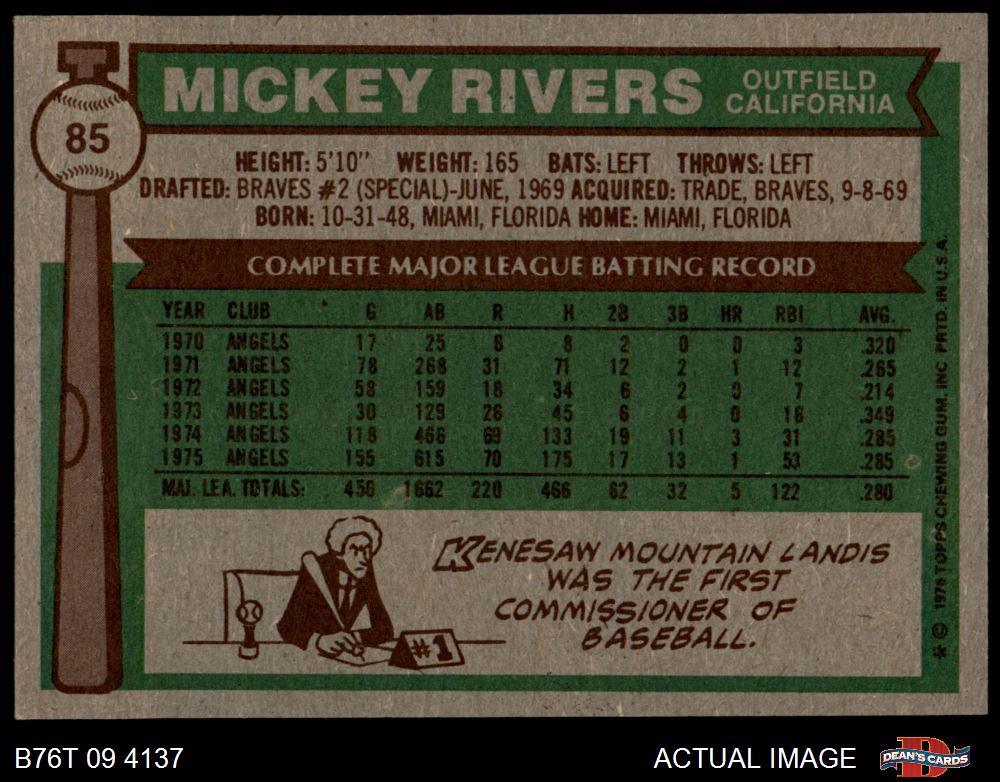 85
MICKEY RIVERS
OUTFIELD
CALIFORNIA
HEIGHT: 5'10" WEIGHT: 165 BATS: LEFT THROWS: LEFT
DRAFTED: BRAVES #2 (SPECIAL)-JUNE, 1969 ACQUIRED: TRADE, BRAVES, 9-8-69
BORN: 10-31-48, MIAMI, FLORIDA HOME: MIAMI, FLORIDA
COMPLETE MAJOR LEAGUE BATTING RECORD
YEAR CLUB G AB R H 2B 3B HR RBI AVG.
1970 ANGELS 17 25 6 8 2 0 0 3 .320
1971 ANGELS 78 268 31 71 12 2 1 12 .265
1972 ANGELS 58 159 18 34 6 2 0 7 .214
1973 ANGELS 30 129 26 45 6 4 0 16 .349
1974 ANGELS 118 466 69 133 19 11 3 31 .285
1975 ANGELS 155 615 70 175 17 13 1 53 .285
MAJ. LEA. TOTALS: 456 1662 220 466 62 32 5 122 .280
KENESAW MOUNTAIN LANDIS
WAS THE FIRST
COMMISSIONER OF
BASEBALL.
#1
* © 1976 TOPPS CHEWING GUM, INC PRTD. IN U.S.A.
B76T 09 4137
ACTUAL IMAGE
DEAN'S CARDS